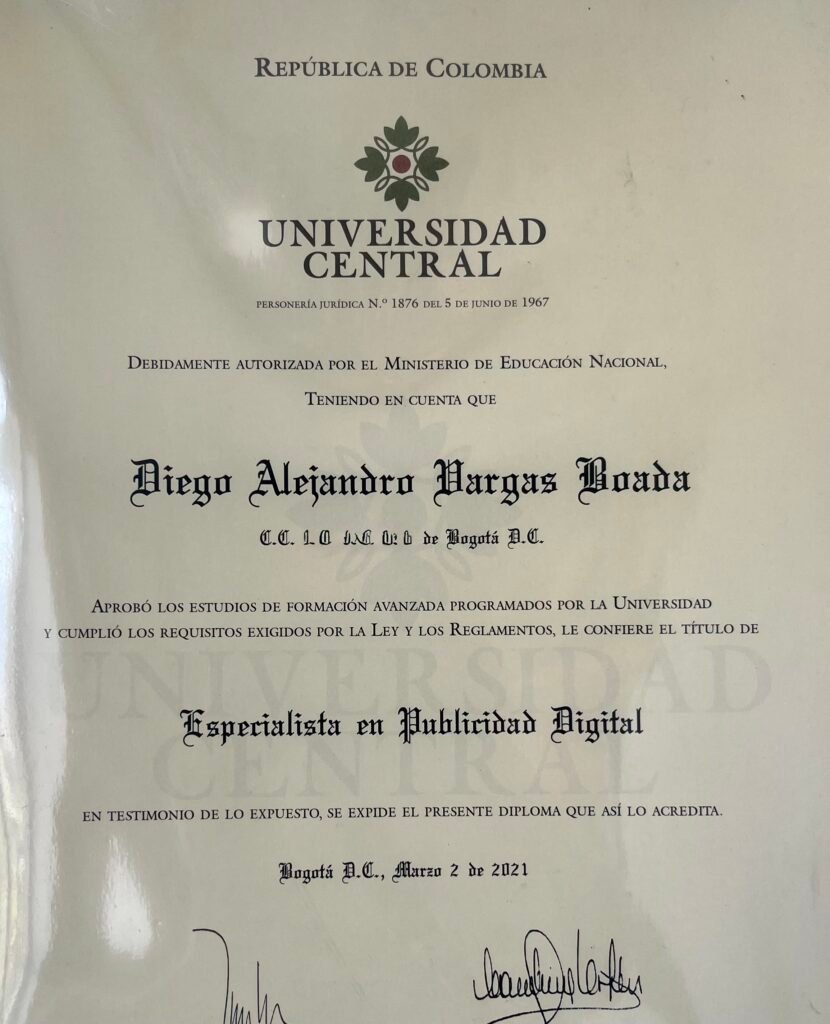 República de Colombia
UNIVERSIDAD
CENTRAL
personería jurídica N.º 1876 del 5 de junio de 1967
Debidamente autorizada por el Ministerio de Educación Nacional,
Teniendo en cuenta que
Diego Alejandro Vargas Boada
C.C. de Bogotá D.C.
Aprobó los estudios de formación avanzada programados por la Universidad
y cumplió los requisitos exigidos por la Ley y los Reglamentos, le confiere el título de
UNIVERSIDAD
Especialista en Publicidad Digital
CENTRAL
en testimonio de lo expuesto, se expide el presente diploma que así lo acredita.
Bogotá D.C., Marzo 2 de 2021